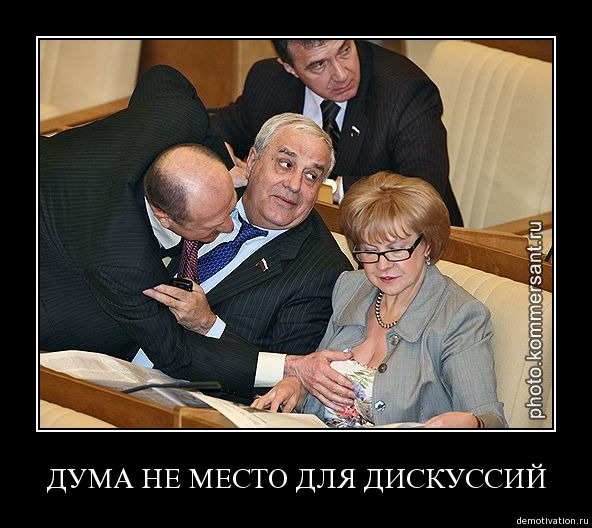 photo.kommersant.ru
ДУМА НЕ МЕСТО ДЛЯ ДИСКУССИЙ
demotivation.ru